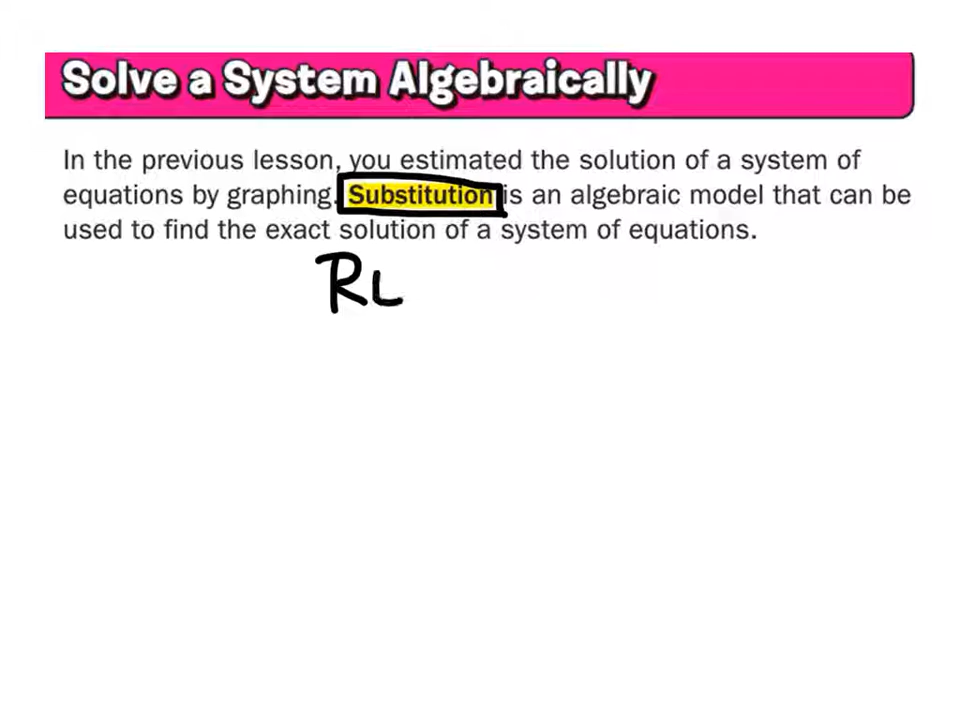 Solve a System Algebraically
In the previous lesson, you estimated the solution of a system of
equations by graphing. Substitution is an algebraic model that can be
used to find the exact solution of a system of equations.
RL